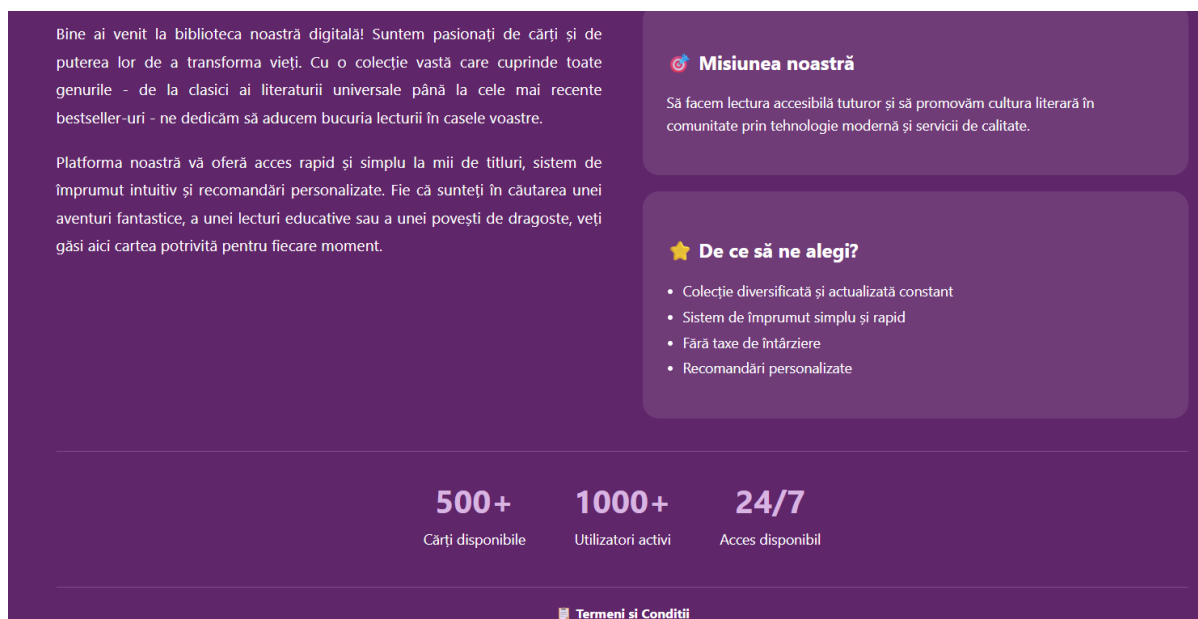 Bine ai venit la biblioteca noastră digitală! Suntem pasionați de cărți și de
puterea lor de a transforma vieți. Cu o colecție vastă care cuprinde toate
genurile - de la clasici ai literaturii universale până la cele mai recente
bestseller-uri - ne dedicăm să aducem bucuria lecturii în casele voastre.
Platforma noastră vă oferă acces rapid și simplu la mii de titluri, sistem de
împrumut intuitiv și recomandări personalizate. Fie că sunteți în căutarea unei
aventuri fantastice, a unei lecturi educative sau a unei povești de dragoste, veți
găsi aici cartea potrivită pentru fiecare moment.
🎯 Misiunea noastră
Să facem lectura accesibilă tuturor și să promovăm cultura literară în
comunitate prin tehnologie modernă și servicii de calitate.
⭐ De ce să ne alegi?
• Colecție diversificată și actualizată constant
• Sistem de împrumut simplu și rapid
• Fără taxe de întârziere
• Recomandări personalizate
500+ 1000+ 24/7
Cărți disponibile Utilizatori activi Acces disponibil
📋 Termeni si Conditii